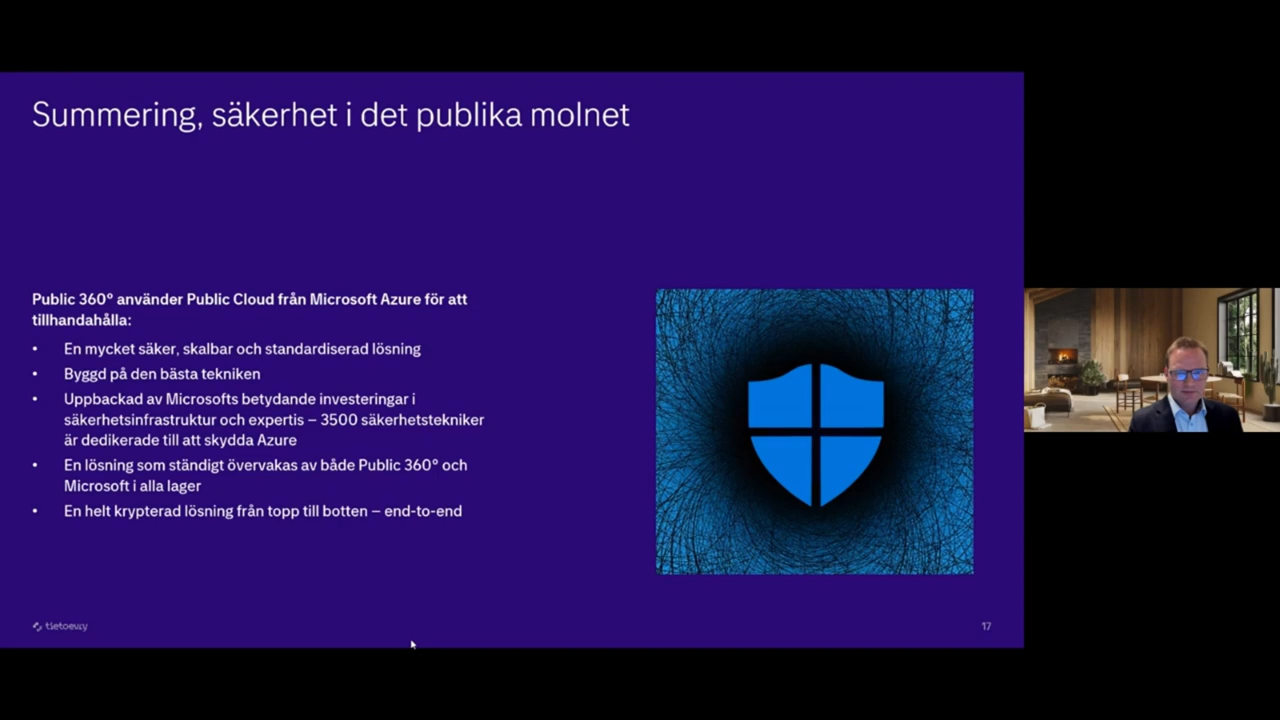 Summering, säkerhet i det publika molnet
Public 360° använder Public Cloud från Microsoft Azure för att
tillhandahålla:
• En mycket säker, skalbar och standardiserad lösning
• Byggd på den bästa tekniken
• Uppbackad av Microsofts betydande investeringar i
säkerhetsinfrastruktur och expertis – 3500 säkerhetstekniker
är dedikerade till att skydda Azure
• En lösning som ständigt övervakas av både Public 360° och
Microsoft i alla lager
• En helt krypterad lösning från topp till botten – end-to-end
tietoevry
17